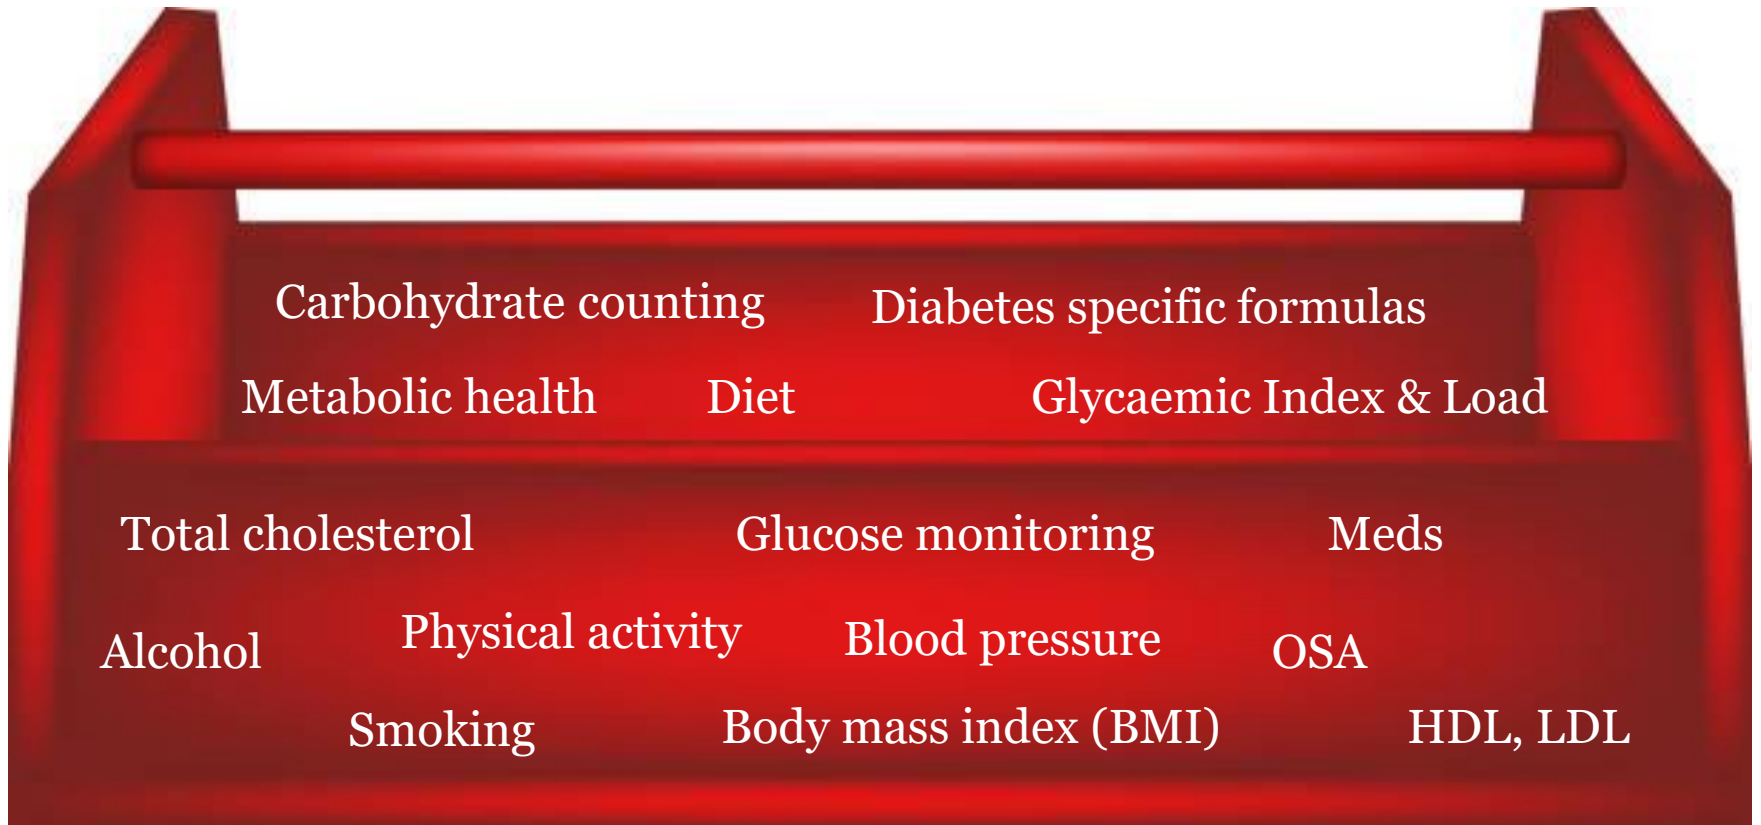 Carbohydrate counting
Diabetes specific formulas
Metabolic health
Diet
Glycaemic Index & Load
Total cholesterol
Glucose monitoring
Meds
Alcohol
Physical activity
Blood pressure
OSA
Smoking
Body mass index (BMI)
HDL, LDL